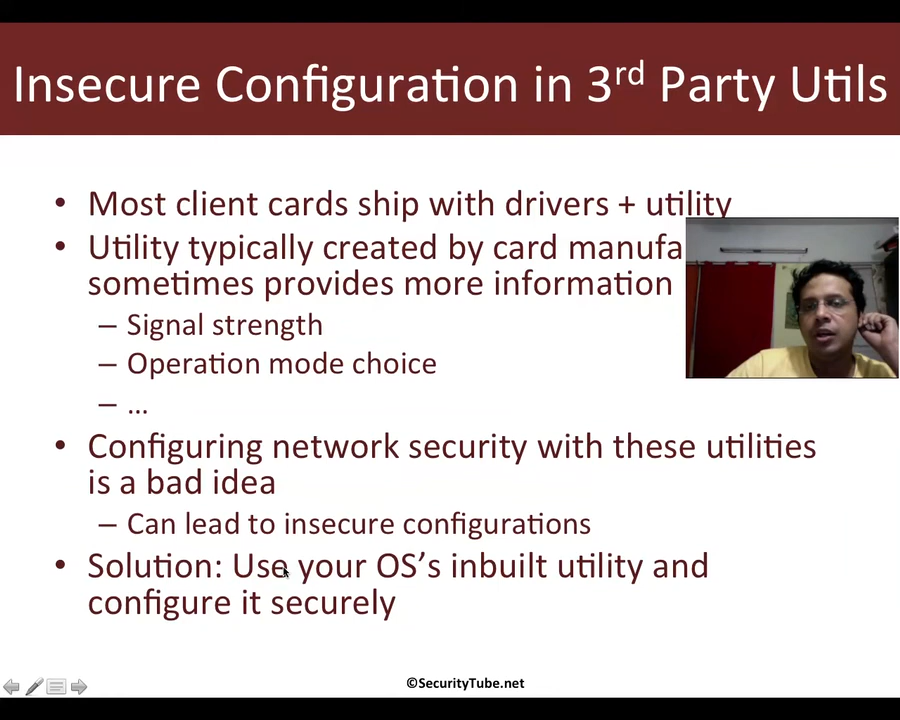 Insecure Configuration in 3rd Party Utils
• Most client cards ship with drivers + utility
• Utility typically created by card
sometimes provides more information
– Signal strength
– Operation mode choice
– …
• Configuring network security with these utilities
is a bad idea
– Can lead to insecure configurations
• Solution: Use your OS’s inbuilt utility and
configure it securely
©SecurityTube.net